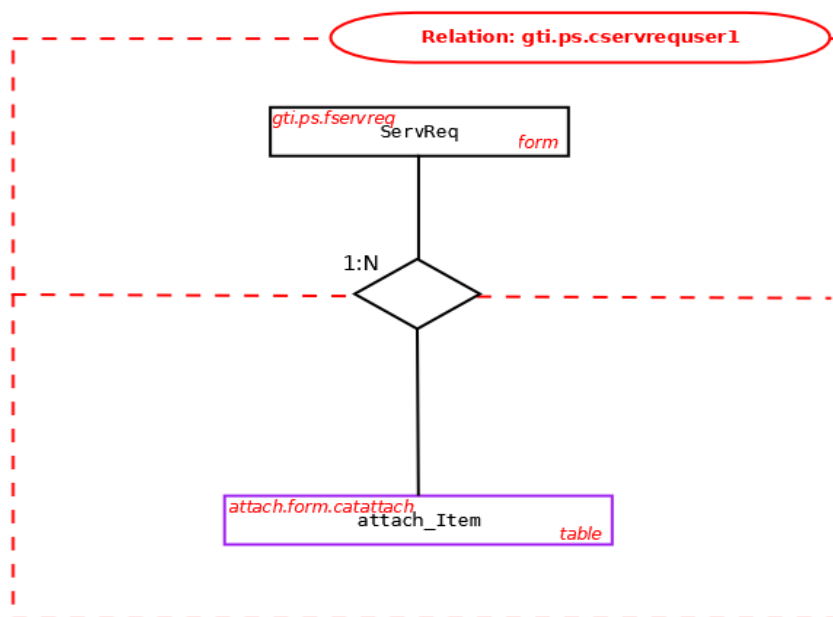 Relation: gti.ps.cservrequser1
gti.ps.fservreq
ServReq
form
1:N
attach.form.catattach
attach_Item
table